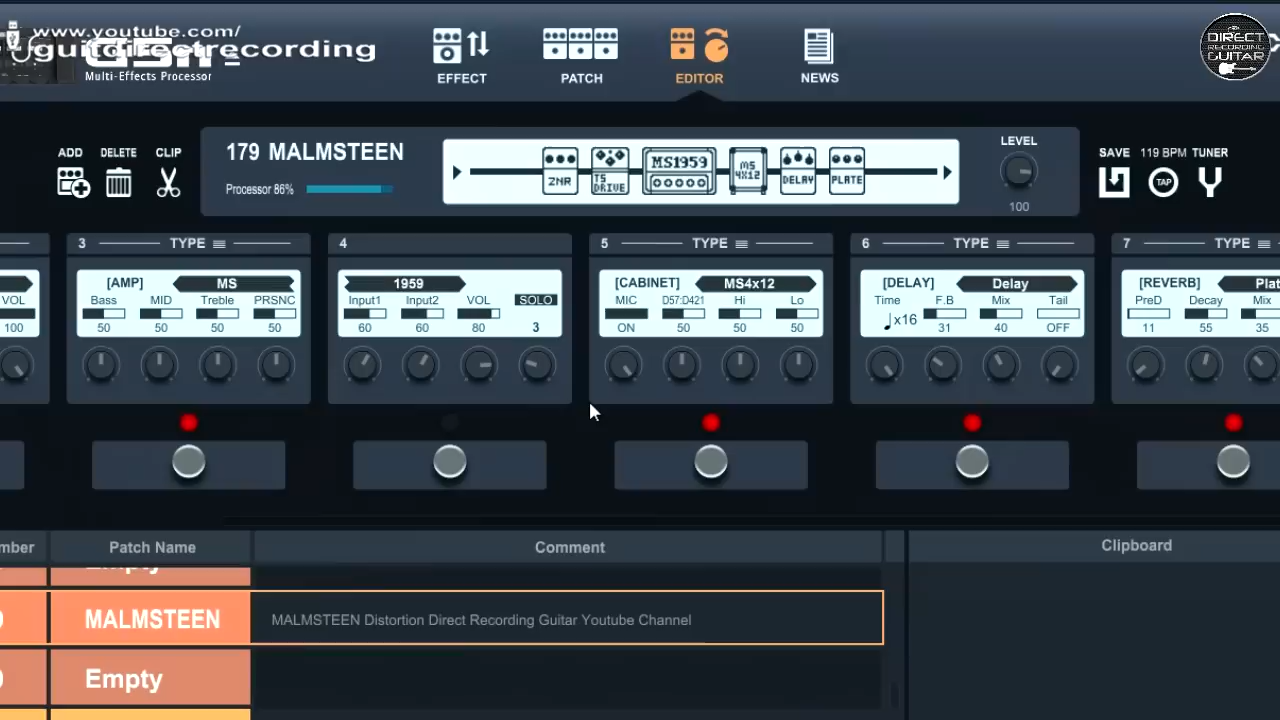 www.youtube.com/
guitdirectrecording
G5n
Multi-Effects Processor
EFFECT
PATCH
EDITOR
NEWS
DIRECT
RECORDING
GUITAR
ADD
DELETE
CLIP
179 MALMSTEEN
Processor 86%
ZNR
TS
DRIVE
MS1959
MS
4X12
DELAY
PLATE
LEVEL
100
SAVE
119 BPM
TUNER
TAP
VOL
100
3
TYPE
[AMP]
MS
Bass
MID
Treble
PRSNC
50
50
50
50
4
1959
Input1
Input2
VOL
SOLO
60
60
80
3
5
TYPE
[CABINET]
MS4x12
MIC
D57:D421
Hi
Lo
ON
50
50
50
6
TYPE
[DELAY]
Delay
Time
F.B
Mix
Tail
x16
31
40
OFF
7
TYPE
[REVERB]
Plat
PreD
Decay
Mix
11
55
35
mber
Patch Name
Comment
Clipboard
Empty
MALMSTEEN
MALMSTEEN Distortion Direct Recording Guitar Youtube Channel
Empty